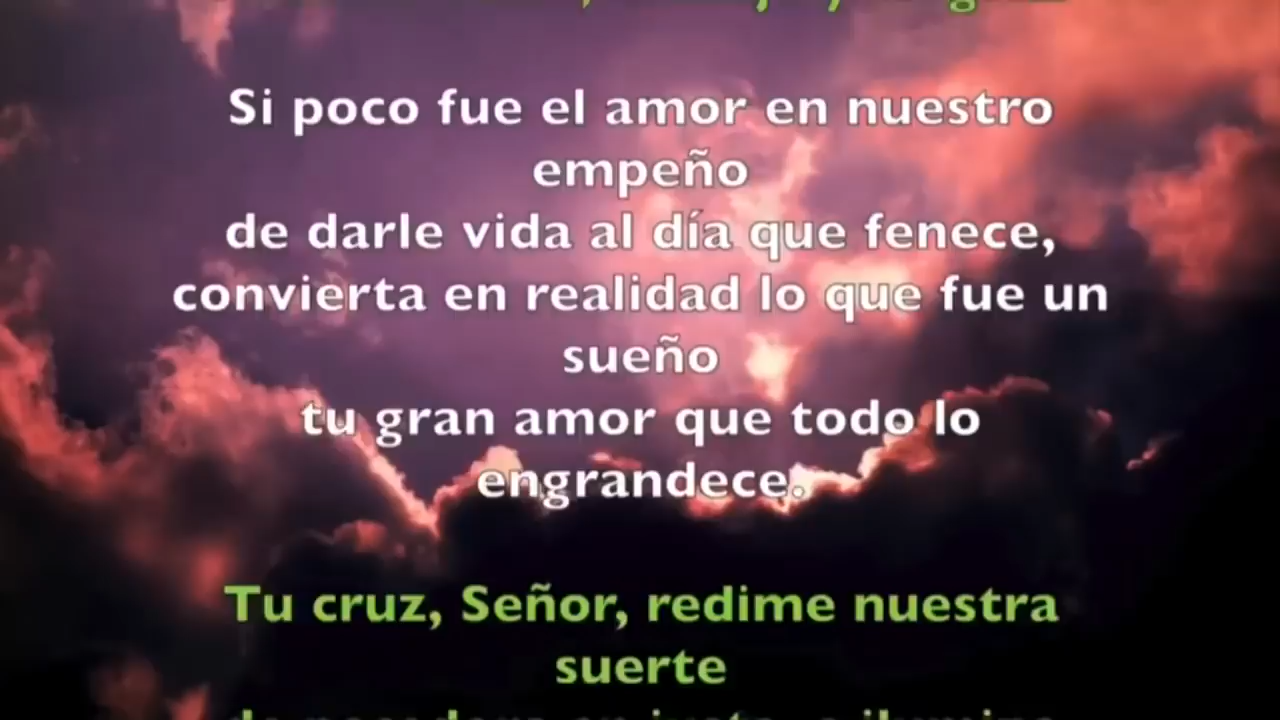 Si poco fue el amor en nuestro
empeño
de darle vida al día que fenece,
convierta en realidad lo que fue un
sueño
tu gran amor que todo lo
engrandece.
Tu cruz, Señor, redime nuestra
suerte